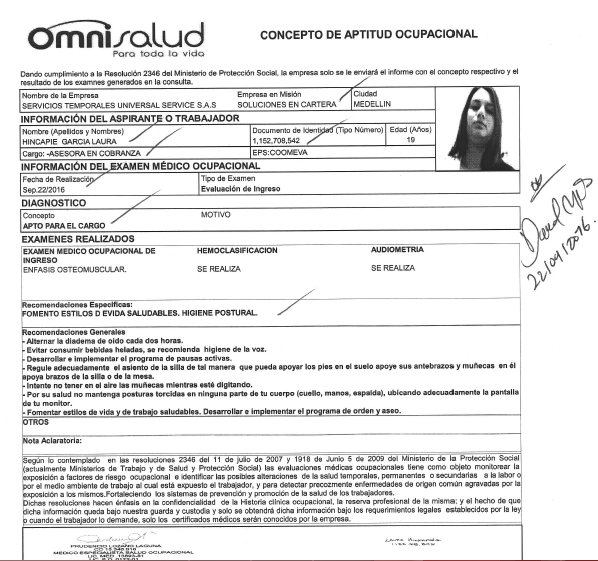 Omnisalud
Para toda la vida
CONCEPTO DE APTITUD OCUPACIONAL
Dando cumplimiento a la Resolución 2346 del Ministerio de Protección Social, la empresa solo se le enviará el informe con el concepto respectivo y el
resultado de los examnes generados en la consulta.
Nombre de la Empresa Empresa en Misión Ciudad
SERVICIOS TEMPORALES UNIVERSAL SERVICE S.A.S SOLUCIONES EN CARTERA MEDELLIN
INFORMACIÓN DEL ASPIRANTE O TRABAJADOR
Nombre (Apellidos y Nombres) Documento de Identidad (Tipo Número) Edad (Años)
HINCAPIE GARCIA LAURA 1,152,708,542 19
Cargo: -ASESORA EN COBRANZA EPS:COOMEVA
INFORMACIÓN DEL EXAMEN MÉDICO OCUPACIONAL
Fecha de Realización Tipo de Examen
Sep.22/2016 Evaluación de Ingreso
DIAGNOSTICO
Concepto MOTIVO
APTO PARA EL CARGO
EXAMENES REALIZADOS
EXAMEN MEDICO OCUPACIONAL DE HEMOCLASIFICACION AUDIOMETRIA
INGRESO
ENFASIS OSTEOMUSCULAR. SE REALIZA SE REALIZA
22/09/2016.
Recomendaciones Especificas:
FOMENTO ESTILOS D EVIDA SALUDABLES. HIGIENE POSTURAL.
Recomendaciones Generales
- Alternar la diadema de oido cada dos horas.
- Evitar consumir bebidas heladas, se recomienda higiene de la voz.
- Desarrollar e implementar el programa de pausas activas.
- Regule adecuadamente el asiento de la silla de tal manera que pueda apoyar los pies en el suelo apoye sus antebrazos y muñecas en él
apoya brazos de la silla o de la mesa.
- Intente no tener en el aire las muñecas mientras esté digitando.
- Por su salud no mantenga posturas torcidas en ninguna parte de tu cuerpo (cuello, manos, espalda), ubicando adecuadamente la pantalla
de tu monitor.
- Fomentar estilos de vida y de trabajo saludables. Desarrollar e implementar el programa de orden y aseo.
OTROS
Nota Aclaratoria:
Según lo contemplado en las resoluciones 2346 del 11 de julio de 2007 y 1918 de Junio 5 de 2009 del Ministerio de la Protección Social
(actualmente Ministerios de Trabajo y de Salud y Protección Social) las evaluaciones médicas ocupacionales tiene como objeto monitorear la
exposición a factores de riesgo ocupacional e identificar las posibles alteraciones de la salud temporales, permanentes o secundarias a la labor o
por el medio ambiente de trabajo al cual está expuesto el trabajador, y para detectar precozmente enfermedades de origen común agravadas por la
exposición a los mismos.Fortaleciendo los sistemas de prevención y promoción de la salud de los trabajadores.
Dichas resoluciones hacen énfasis en la confidencialidad de la Historia clínica ocupacional, la reserva profesional de la misma; y el hecho de que
dicha información queda bajo nuestra guarda y custodia y solo se obtendrá dicha información bajo los requerimientos legales establecidos por la ley
o cuando el trabajador lo demande, solo los certificados médicos serán conocidos por la empresa.
PRUDENCIO LOZANO LAGUNA
MEDICO ESPECIALISTA SALUD OCUPACIONAL